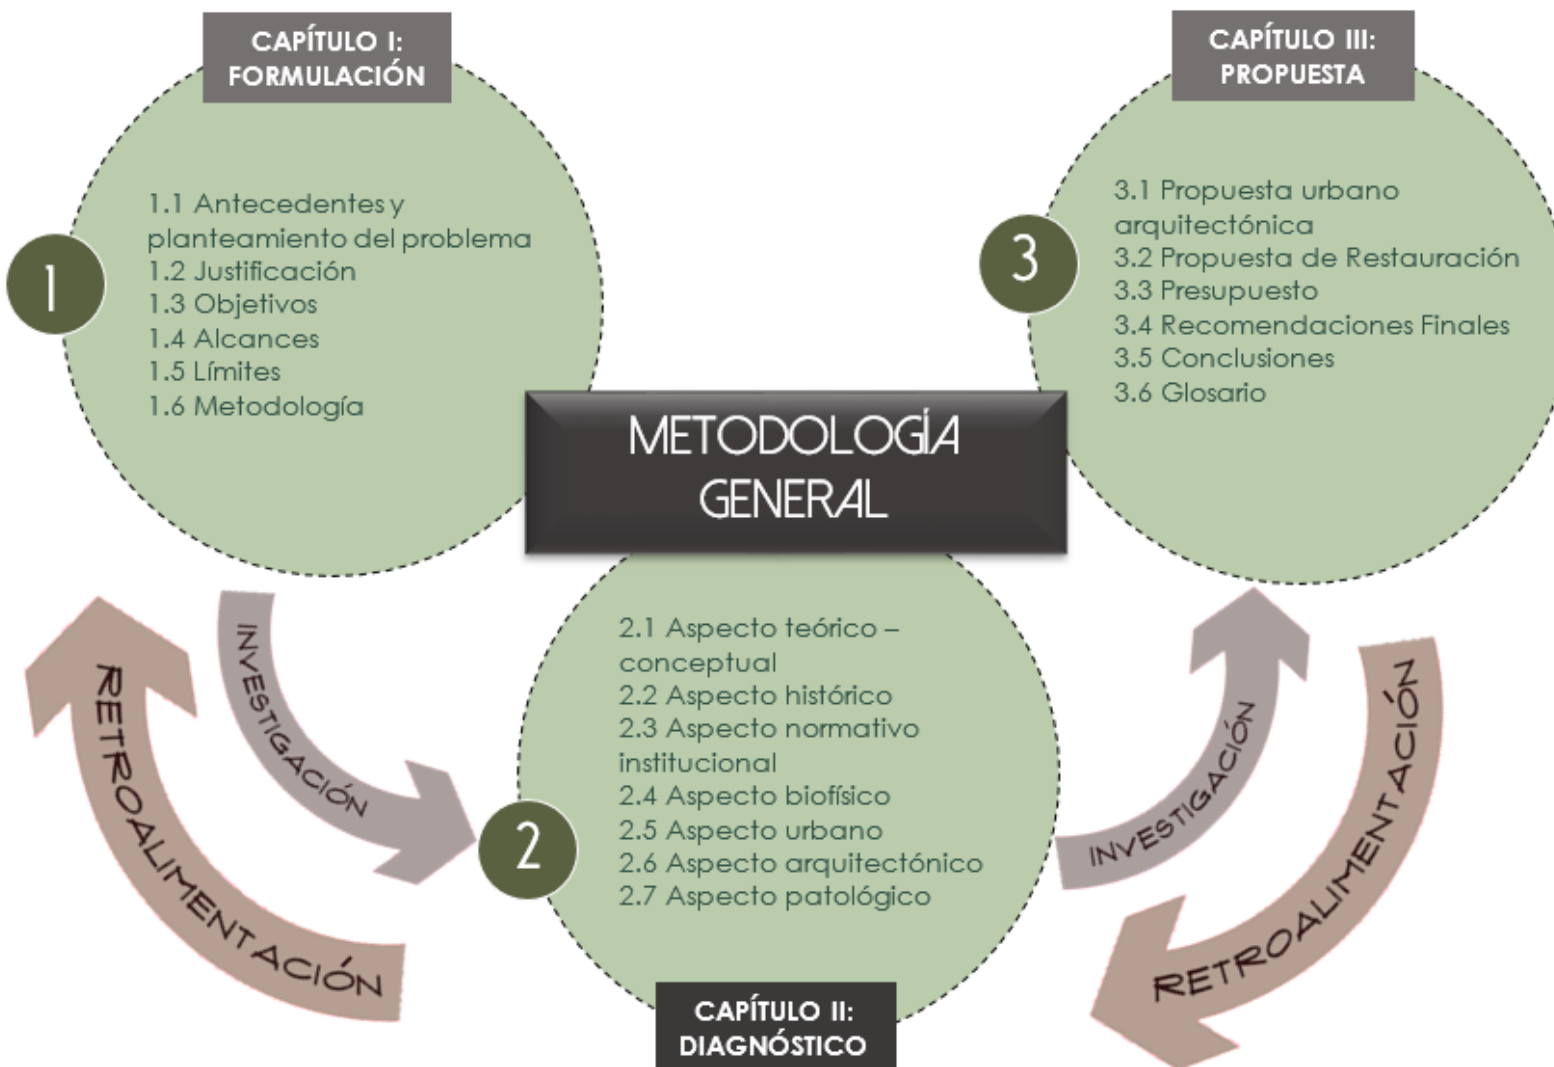 CAPÍTULO I:
FORMULACIÓN
1
1.1 Antecedentes y
planteamiento del problema
1.2 Justificación
1.3 Objetivos
1.4 Alcances
1.5 Límites
1.6 Metodología
CAPÍTULO III:
PROPUESTA
3
3.1 Propuesta urbano
arquitectónica
3.2 Propuesta de Restauración
3.3 Presupuesto
3.4 Recomendaciones Finales
3.5 Conclusiones
3.6 Glosario
METODOLOGÍA
GENERAL
INVESTIGACIÓN
RETROALIMENTACIÓN
2
2.1 Aspecto teórico –
conceptual
2.2 Aspecto histórico
2.3 Aspecto normativo
institucional
2.4 Aspecto biofísico
2.5 Aspecto urbano
2.6 Aspecto arquitectónico
2.7 Aspecto patológico
CAPÍTULO II:
DIAGNÓSTICO
INVESTIGACIÓN
RETROALIMENTACIÓN